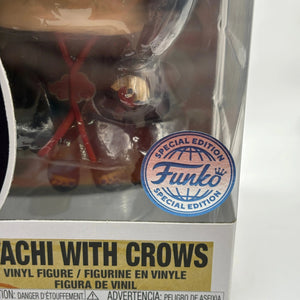 SPECIAL EDITION
Funko
SPECIAL EDITION
ACHI WITH CROWS
VINYL FIGURE / FIGURINE EN VINYLE
FIGURA DE VINIL
ION: DANGER D'ÉTOUFFEMENT
ADVERTENCIA: PELIGRO DE ASFIXIA